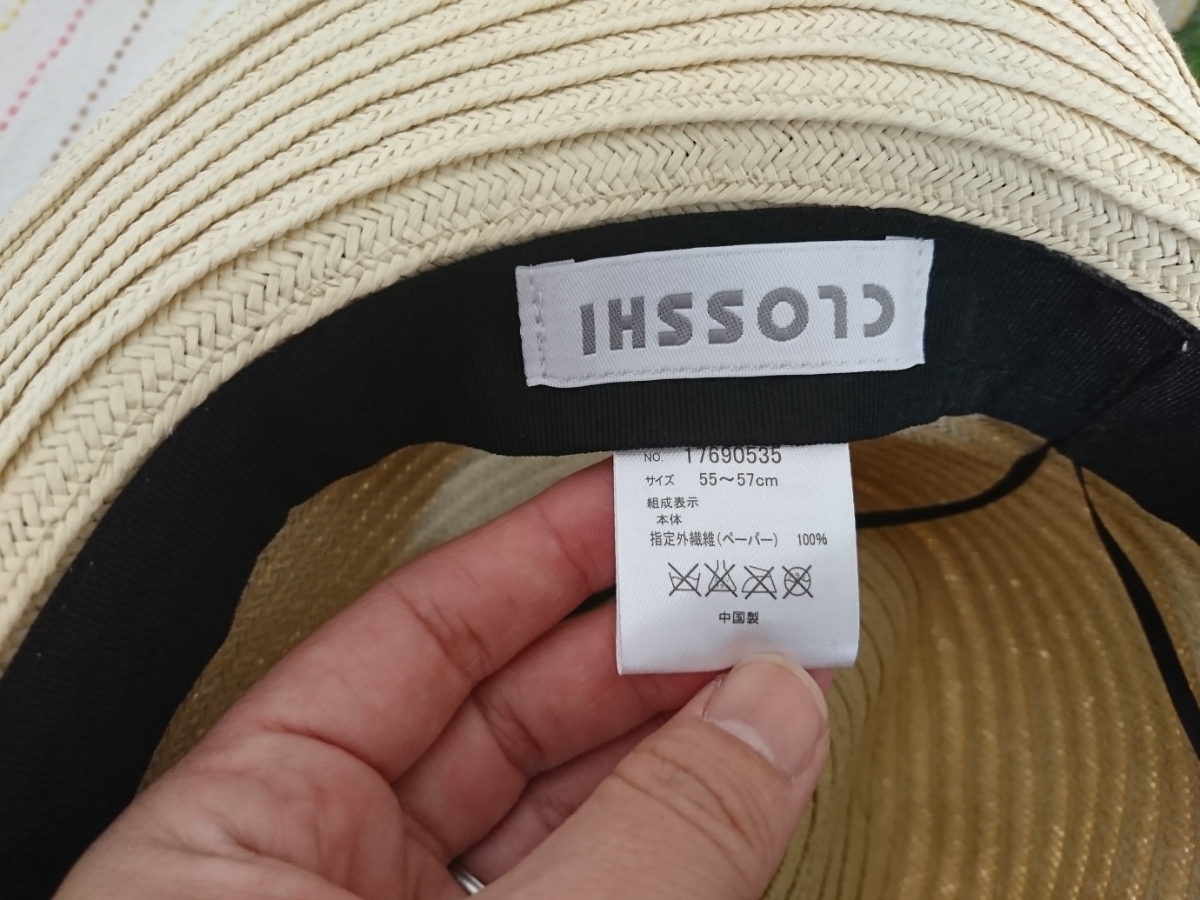 CLOSSHI
NO. 17690535
サイズ 55～57cm
組成表示
本体
指定外繊維(ペーパー) 100%
中国製